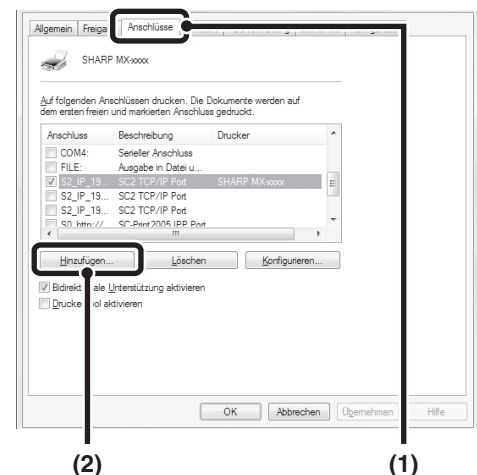 Allgemein Freiga Anschlüsse
SHARP MX-xxxx
Auf folgenden Anschlüssen drucken. Die Dokumente werden auf
dem ersten freien und markierten Anschluss gedruckt.
Anschluss Beschreibung Drucker
COM4: Serieller Anschluss
FILE: Ausgabe in Datei u...
S2_IP_19... SC2 TCP/IP Port SHARP MX-xxxx
S2_IP_19... SC2 TCP/IP Port
S2_IP_19... SC2 TCP/IP Port
S0_http://... SC-Print2005 IPP Port
Hinzufügen... Löschen Konfigurieren...
Bidirekt ale Unterstützung aktivieren
Drucke ool aktivieren
OK Abbrechen Übernehmen Hilfe
(2) (1)